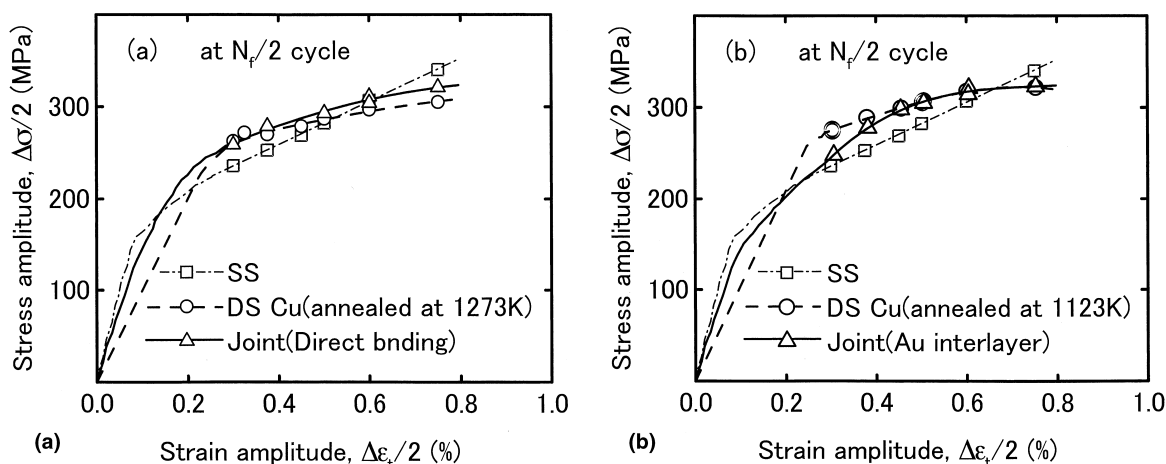 (a) at N_f/2 cycle
Stress amplitude, Δσ/2 (MPa)
300
200
100
SS
DS Cu(annealed at 1273K)
Joint(Direct bnding)
0.0 0.2 0.4 0.6 0.8 1.0
Strain amplitude, Δε_t/2 (%)
(a)
(b) at N_f/2 cycle
Stress amplitude, Δσ/2 (MPa)
300
200
100
SS
DS Cu(annealed at 1123K)
Joint(Au interlayer)
0.0 0.2 0.4 0.6 0.8 1.0
Strain amplitude, Δε_t/2 (%)
(b)